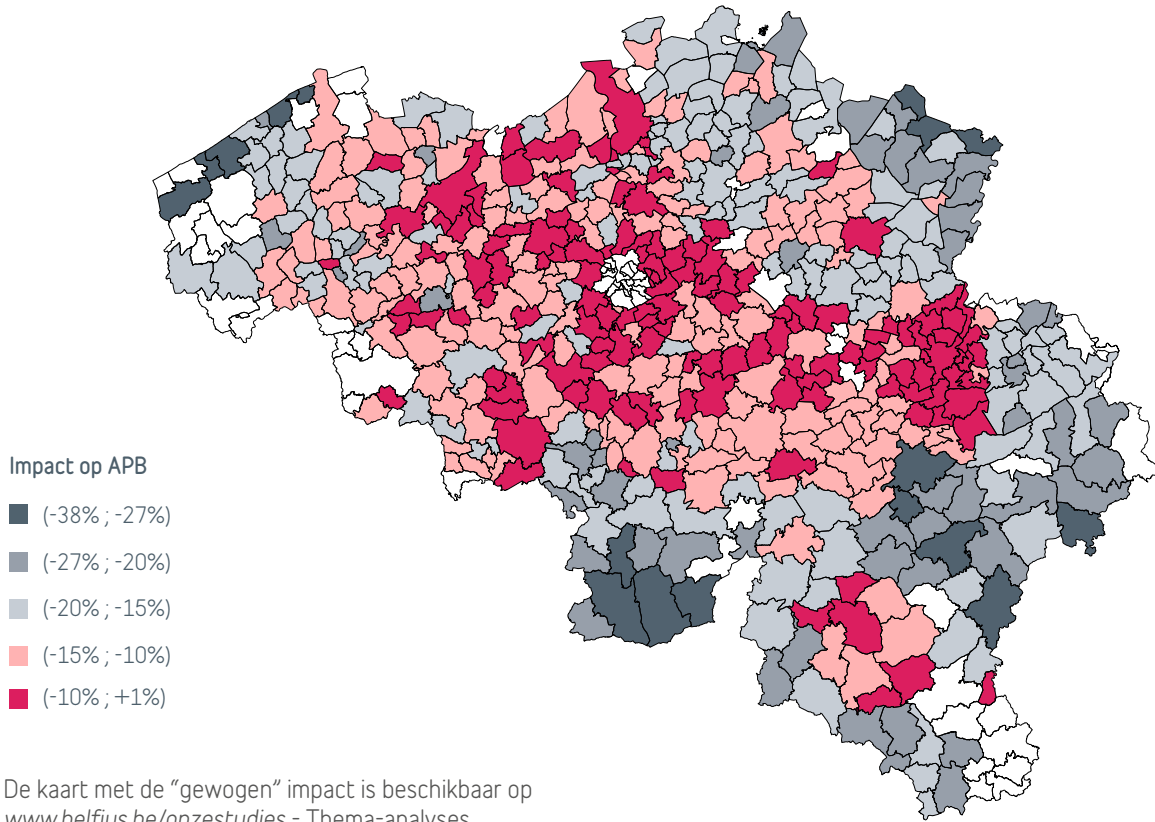 Impact op APB
(-38% ; -27%)
(-27% ; -20%)
(-20% ; -15%)
(-15% ; -10%)
(-10% ; +1%)
De kaart met de “gewogen” impact is beschikbaar op
www.belfius.be/onzestudies - Thema-analyses